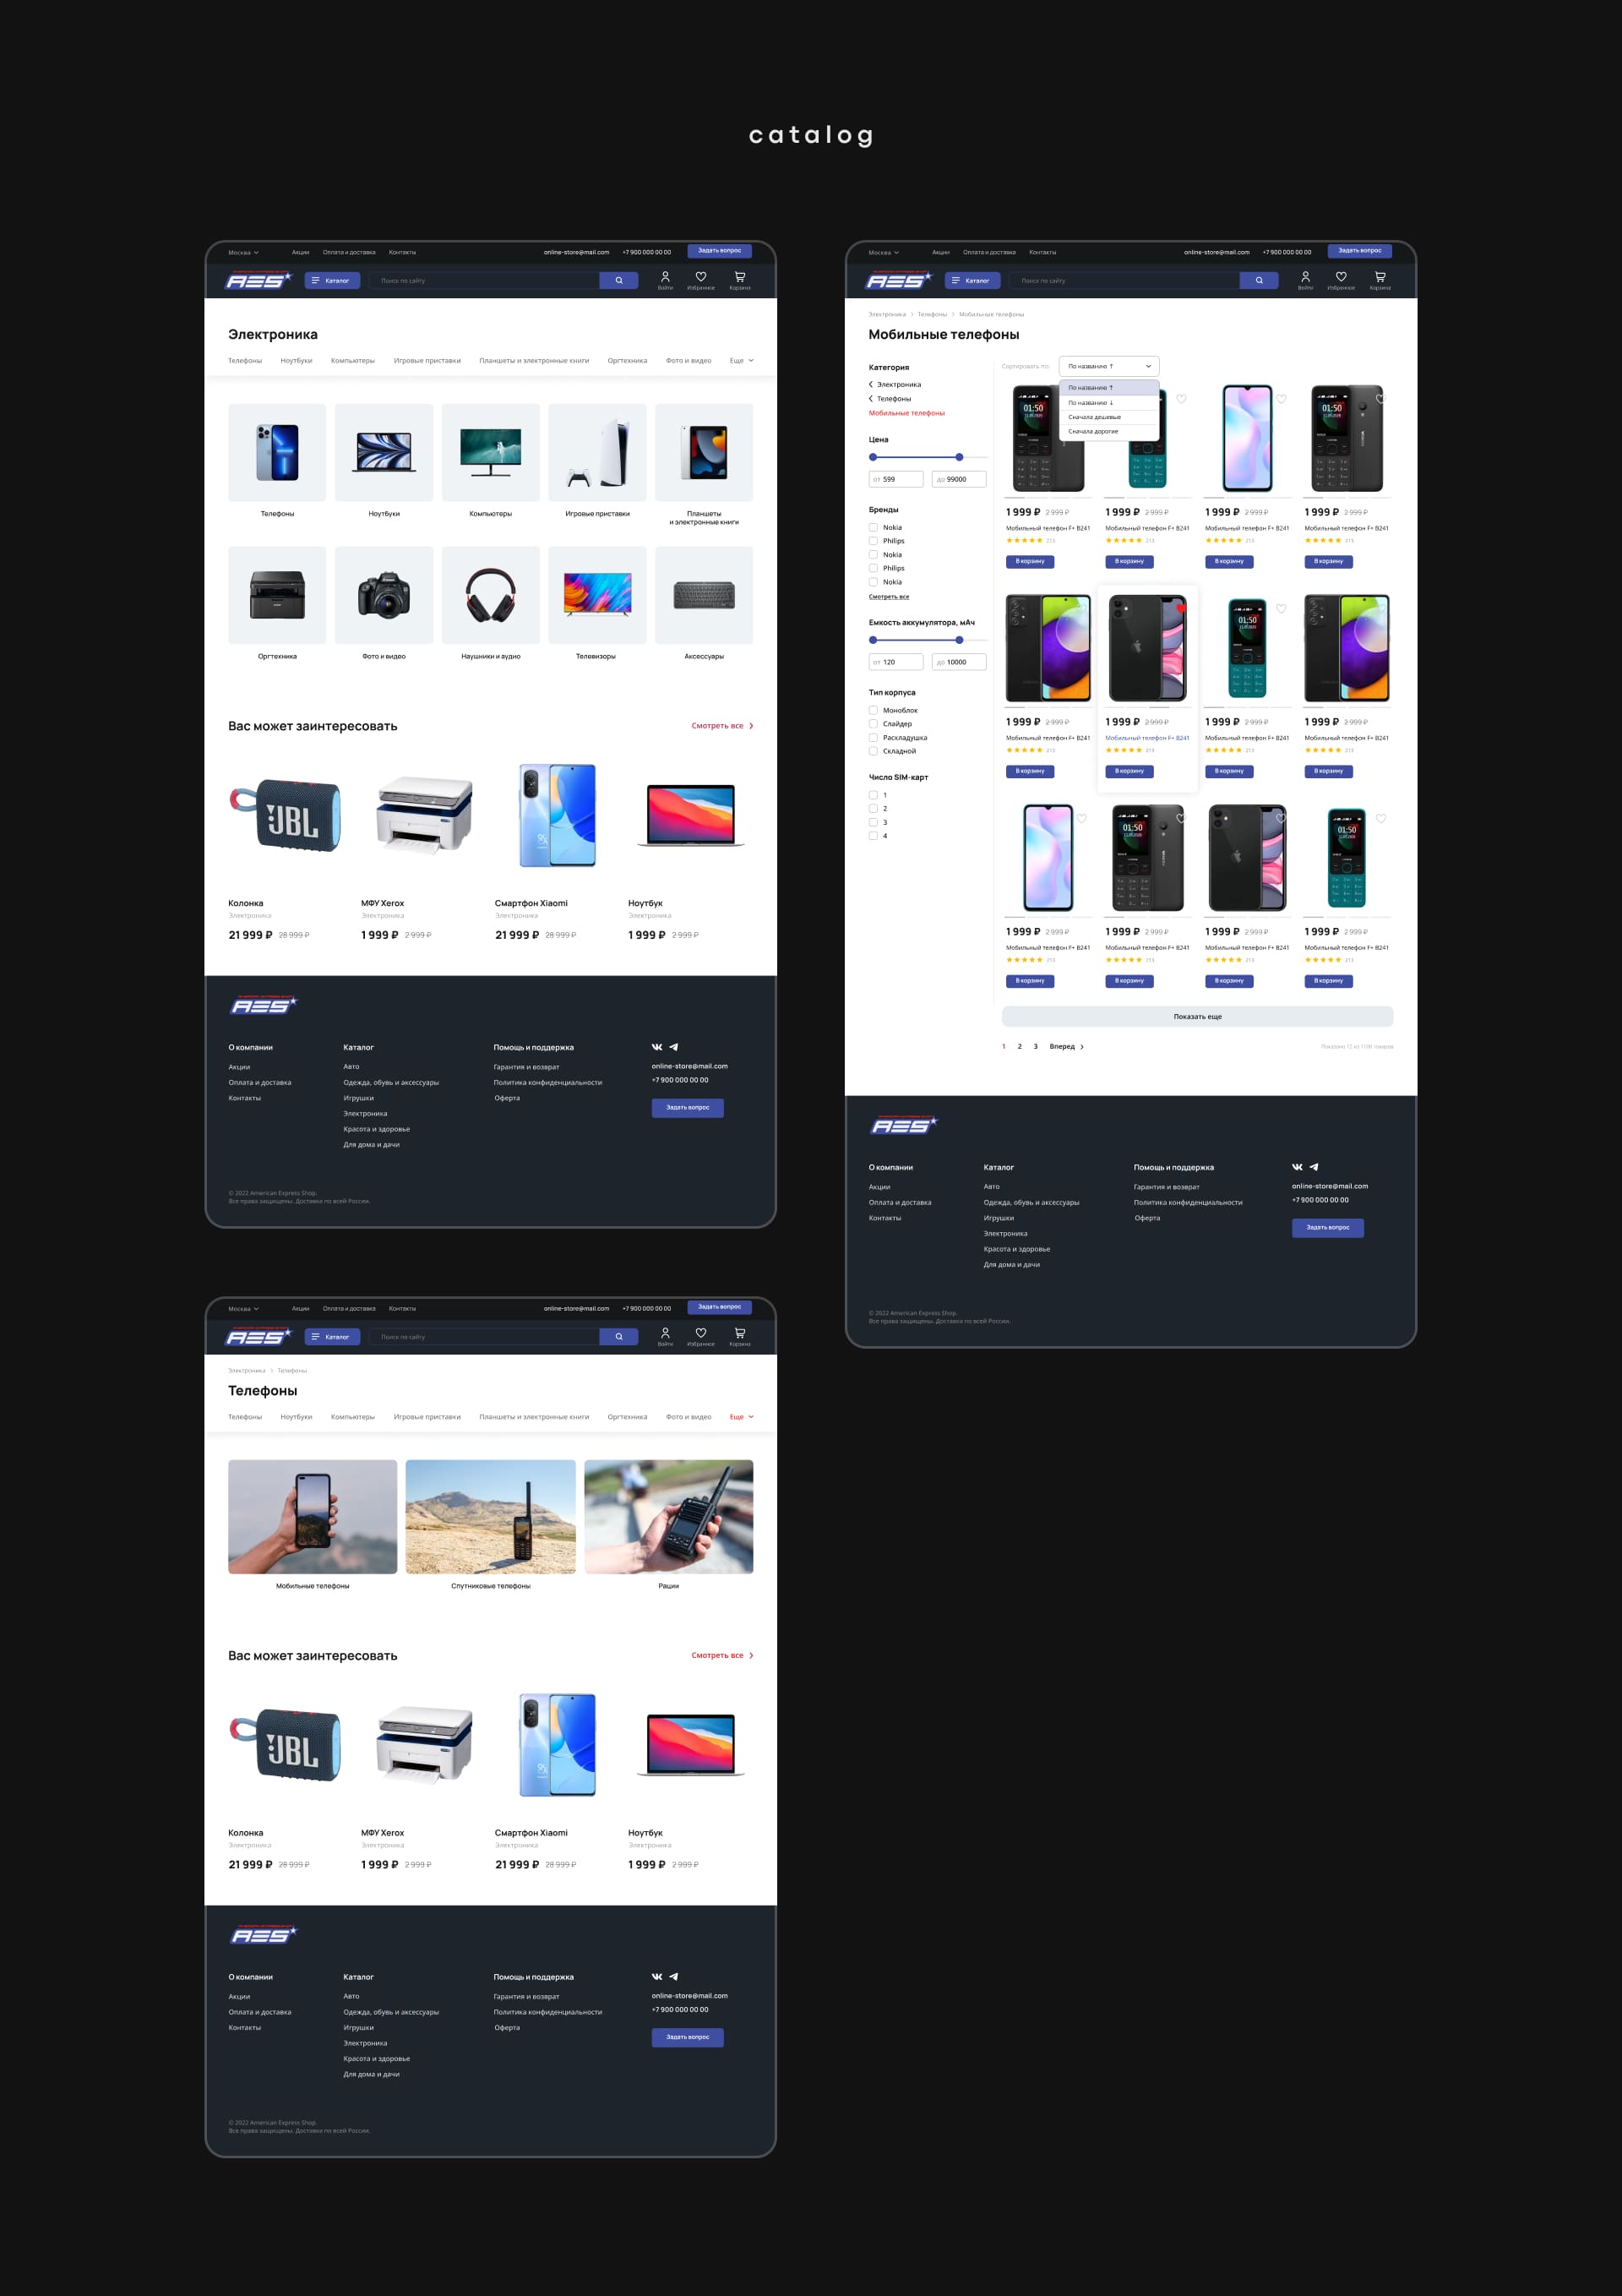 catalog
Москва Акции Оплата и доставка Контакты online-store@mail.com +7 900 000 00 00 Задать вопрос
AES Каталог Поиск по сайту Войти Избранное Корзина
Электроника
Телефоны Ноутбуки Компьютеры Игровые приставки Планшеты и электронные книги Оргтехника Фото и видео Еще
Телефоны Ноутбуки Компьютеры Игровые приставки Планшеты
и электронные книги
Canon
Оргтехника Фото и видео Наушники и аудио Телевизоры Аксессуары
Вас может заинтересовать Смотреть все
JBL
Колонка МФУ Xerox Смартфон Xiaomi Ноутбук
Электроника Электроника Электроника Электроника
21 999 ₽ 28 999 ₽ 1 999 ₽ 2 999 ₽ 21 999 ₽ 28 999 ₽ 1 999 ₽ 2 999 ₽
AES
О компании Каталог Помощь и поддержка
Акции Авто Гарантия и возврат online-store@mail.com
Оплата и доставка Одежда, обувь и аксессуары Политика конфиденциальности +7 900 000 00 00
Контакты Игрушки Оферта Задать вопрос
Электроника
Красота и здоровье
Для дома и дачи
© 2022 American Express Shop.
Все права защищены. Доставка по всей России.
Москва Акции Оплата и доставка Контакты online-store@mail.com +7 900 000 00 00 Задать вопрос
AES Каталог Поиск по сайту Войти Избранное Корзина
Электроника Телефоны Мобильные телефоны
Мобильные телефоны
Категория
Электроника
Телефоны
Мобильные телефоны
Цена
от 599 до 99000
Бренды
Nokia
Philips
Nokia
Philips
Nokia
Смотреть все
Емкость аккумулятора, мАч
от 120 до 10000
Тип корпуса
Моноблок
Слайдер
Раскладушка
Складной
Число SIM-карт
1
2
3
4
Сортировать по: По названию ↑
По названию ↑
По названию ↓
Сначала дешевые
Сначала дорогие
01:50 01:50
1 999 ₽ 2 999 ₽ 1 999 ₽ 2 999 ₽ 1 999 ₽ 2 999 ₽ 1 999 ₽ 2 999 ₽
Мобильный телефон F+ B241 Мобильный телефон F+ B241 Мобильный телефон F+ B241 Мобильный телефон F+ B241
213 213 213 213
В корзину В корзину В корзину В корзину
01:50
1 999 ₽ 2 999 ₽ 1 999 ₽ 2 999 ₽ 1 999 ₽ 2 999 ₽ 1 999 ₽ 2 999 ₽
Мобильный телефон F+ B241 Мобильный телефон F+ B241 Мобильный телефон F+ B241 Мобильный телефон F+ B241
213 213 213 213
В корзину В корзину В корзину В корзину
01:50 01:50
1 999 ₽ 2 999 ₽ 1 999 ₽ 2 999 ₽ 1 999 ₽ 2 999 ₽ 1 999 ₽ 2 999 ₽
Мобильный телефон F+ B241 Мобильный телефон F+ B241 Мобильный телефон F+ B241 Мобильный телефон F+ B241
213 213 213 213
В корзину В корзину В корзину В корзину
Показать еще
1 2 3 Вперед Показано 12 из 1100 товаров
AES
О компании Каталог Помощь и поддержка
Акции Авто Гарантия и возврат online-store@mail.com
Оплата и доставка Одежда, обувь и аксессуары Политика конфиденциальности +7 900 000 00 00
Контакты Игрушки Оферта Задать вопрос
Электроника
Красота и здоровье
Для дома и дачи
© 2022 American Express Shop.
Все права защищены. Доставка по всей России.
Москва Акции Оплата и доставка Контакты online-store@mail.com +7 900 000 00 00 Задать вопрос
AES Каталог Поиск по сайту Войти Избранное Корзина
Электроника Телефоны
Телефоны
Телефоны Ноутбуки Компьютеры Игровые приставки Планшеты и электронные книги Оргтехника Фото и видео Еще
Мобильные телефоны Спутниковые телефоны Рации
Вас может заинтересовать Смотреть все
JBL
Колонка МФУ Xerox Смартфон Xiaomi Ноутбук
Электроника Электроника Электроника Электроника
21 999 ₽ 28 999 ₽ 1 999 ₽ 2 999 ₽ 21 999 ₽ 28 999 ₽ 1 999 ₽ 2 999 ₽
AES
О компании Каталог Помощь и поддержка
Акции Авто Гарантия и возврат online-store@mail.com
Оплата и доставка Одежда, обувь и аксессуары Политика конфиденциальности +7 900 000 00 00
Контакты Игрушки Оферта Задать вопрос
Электроника
Красота и здоровье
Для дома и дачи
© 2022 American Express Shop.
Все права защищены. Доставка по всей России.